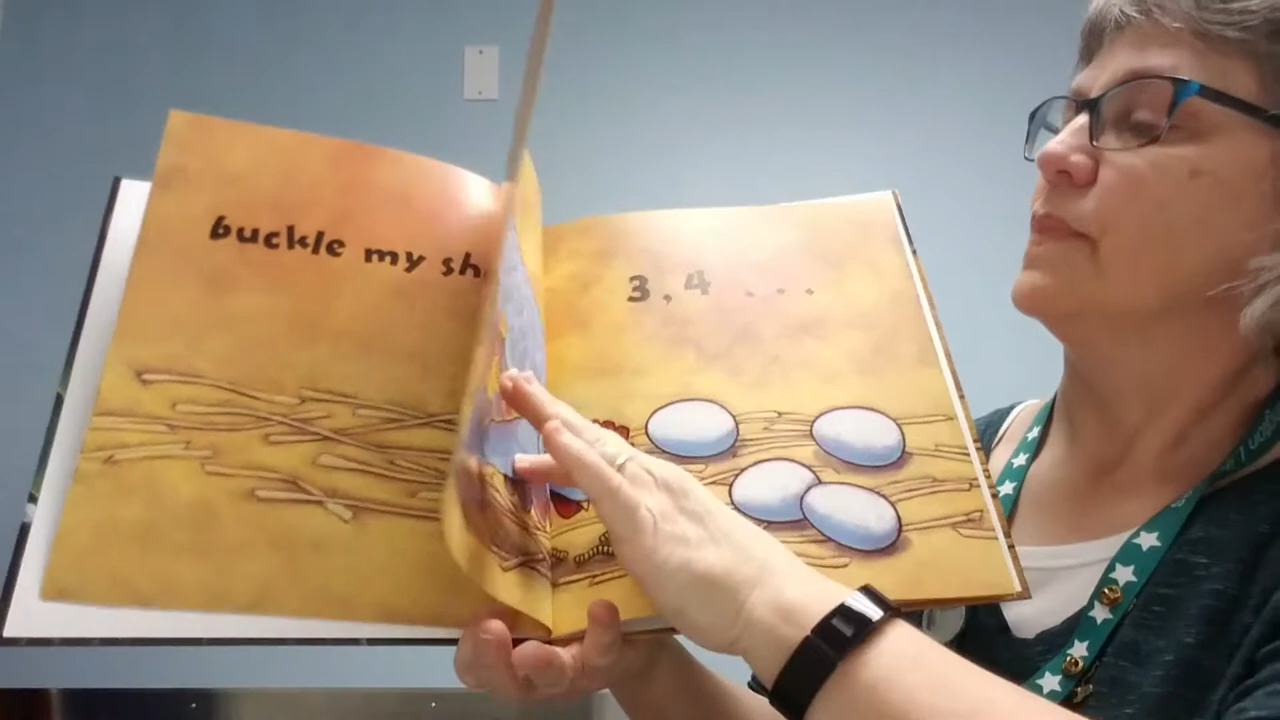 buckle my sh
3, 4 . . .